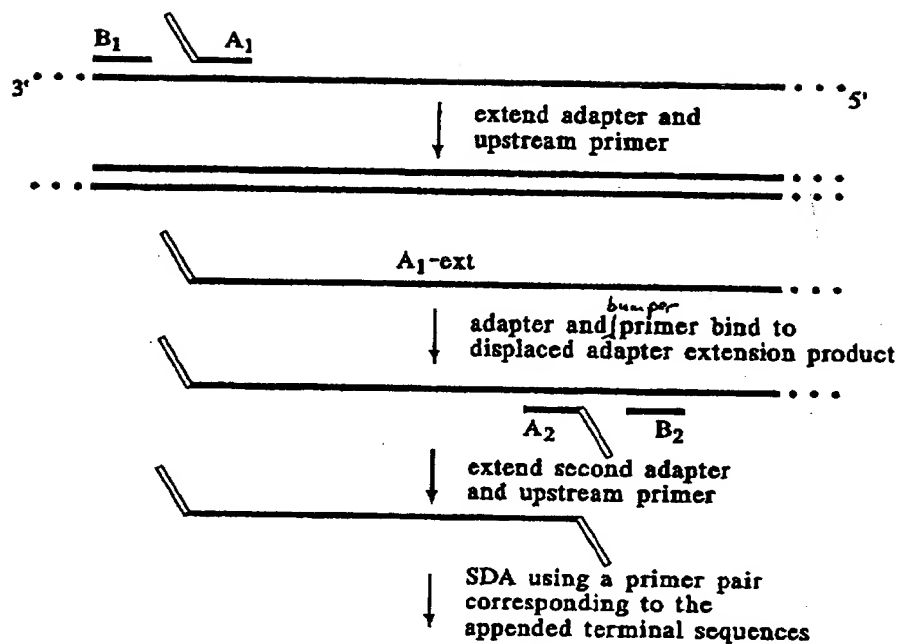 B1 A1
3' 5'
extend adapter and
upstream primer
A1-ext
bumper
adapter and primer bind to
displaced adapter extension product
A2 B2
extend second adapter
and upstream primer
SDA using a primer pair
corresponding to the
appended terminal sequences